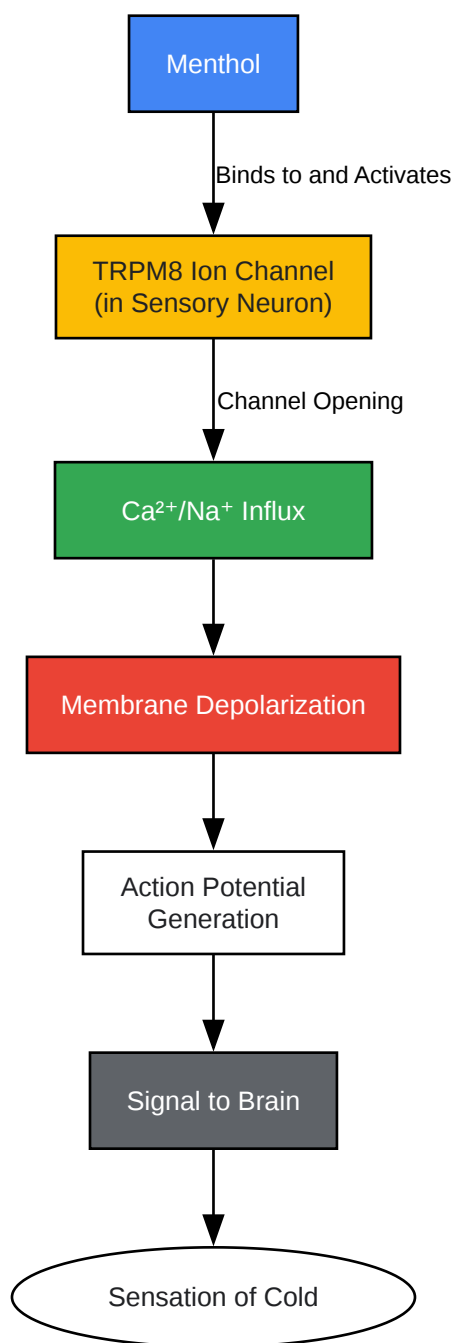 Menthol
Binds to and Activates
TRPM8 Ion Channel
(in Sensory Neuron)
Channel Opening
Ca²⁺/Na⁺ Influx
Membrane Depolarization
Action Potential
Generation
Signal to Brain
Sensation of Cold